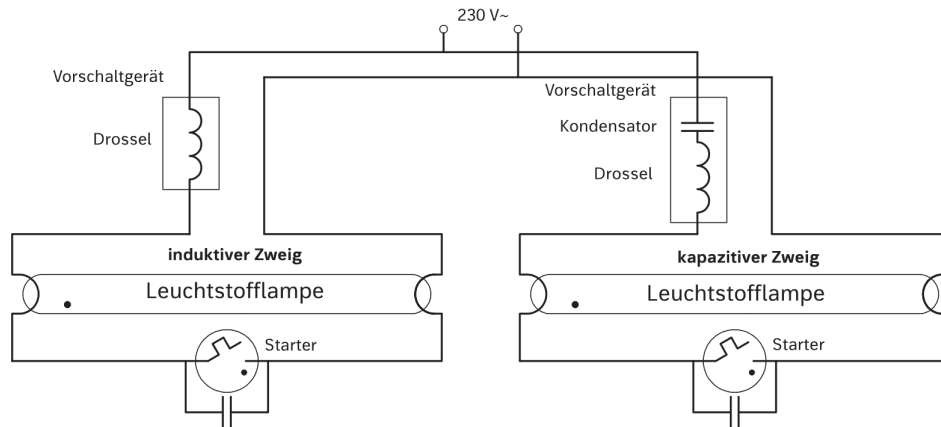 230 V~
Vorschaltgerät
Drossel
Vorschaltgerät
Kondensator
Drossel
induktiver Zweig
Leuchtstofflampe
Starter
kapazitiver Zweig
Leuchtstofflampe
Starter